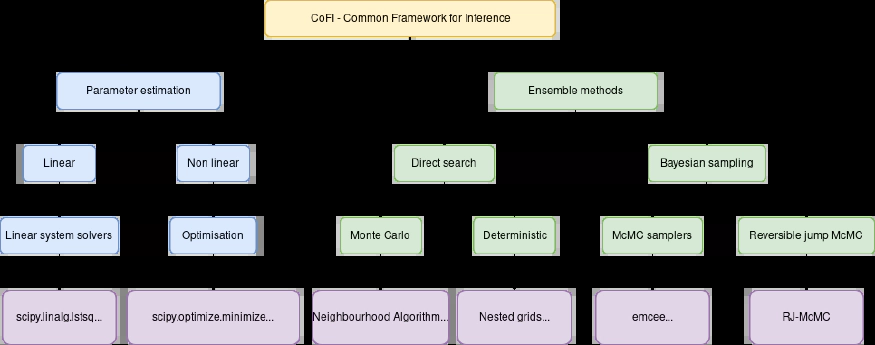 CoFI - Common Framework for Inference
Parameter estimation
Ensemble methods
Linear
Non linear
Direct search
Bayesian sampling
Linear system solvers
Optimisation
Monte Carlo
Deterministic
McMC samplers
Reversible jump McMC
scipy.linalg.lstsq...
scipy.optimize.minimize...
Neighbourhood Algorithm...
Nested grids...
emcee...
RJ-McMC